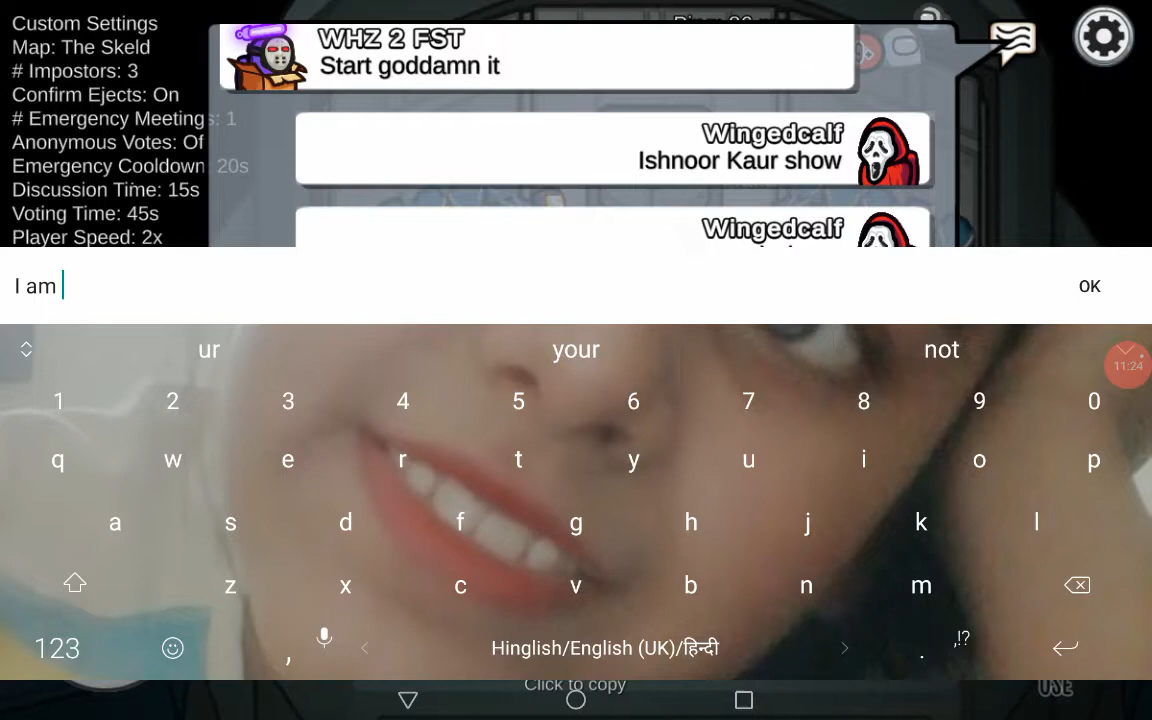 Custom Settings
Map: The Skeld
# Impostors: 3
Confirm Ejects: On
# Emergency Meetings: 1
Anonymous Votes: Of
Emergency Cooldown: 20s
Discussion Time: 15s
Voting Time: 45s
Player Speed: 2x
WHZ 2 FST
Start goddamn it
Wingedcalf
Ishnoor Kaur show
Wingedcalf
I am
OK
ur your not
11:24
1 2 3 4 5 6 7 8 9 0
q w e r t y u i o p
a s d f g h j k l
z x c v b n m
123 , Hinglish/English (UK)/हिन्दी . ,!?
Click to copy
USE